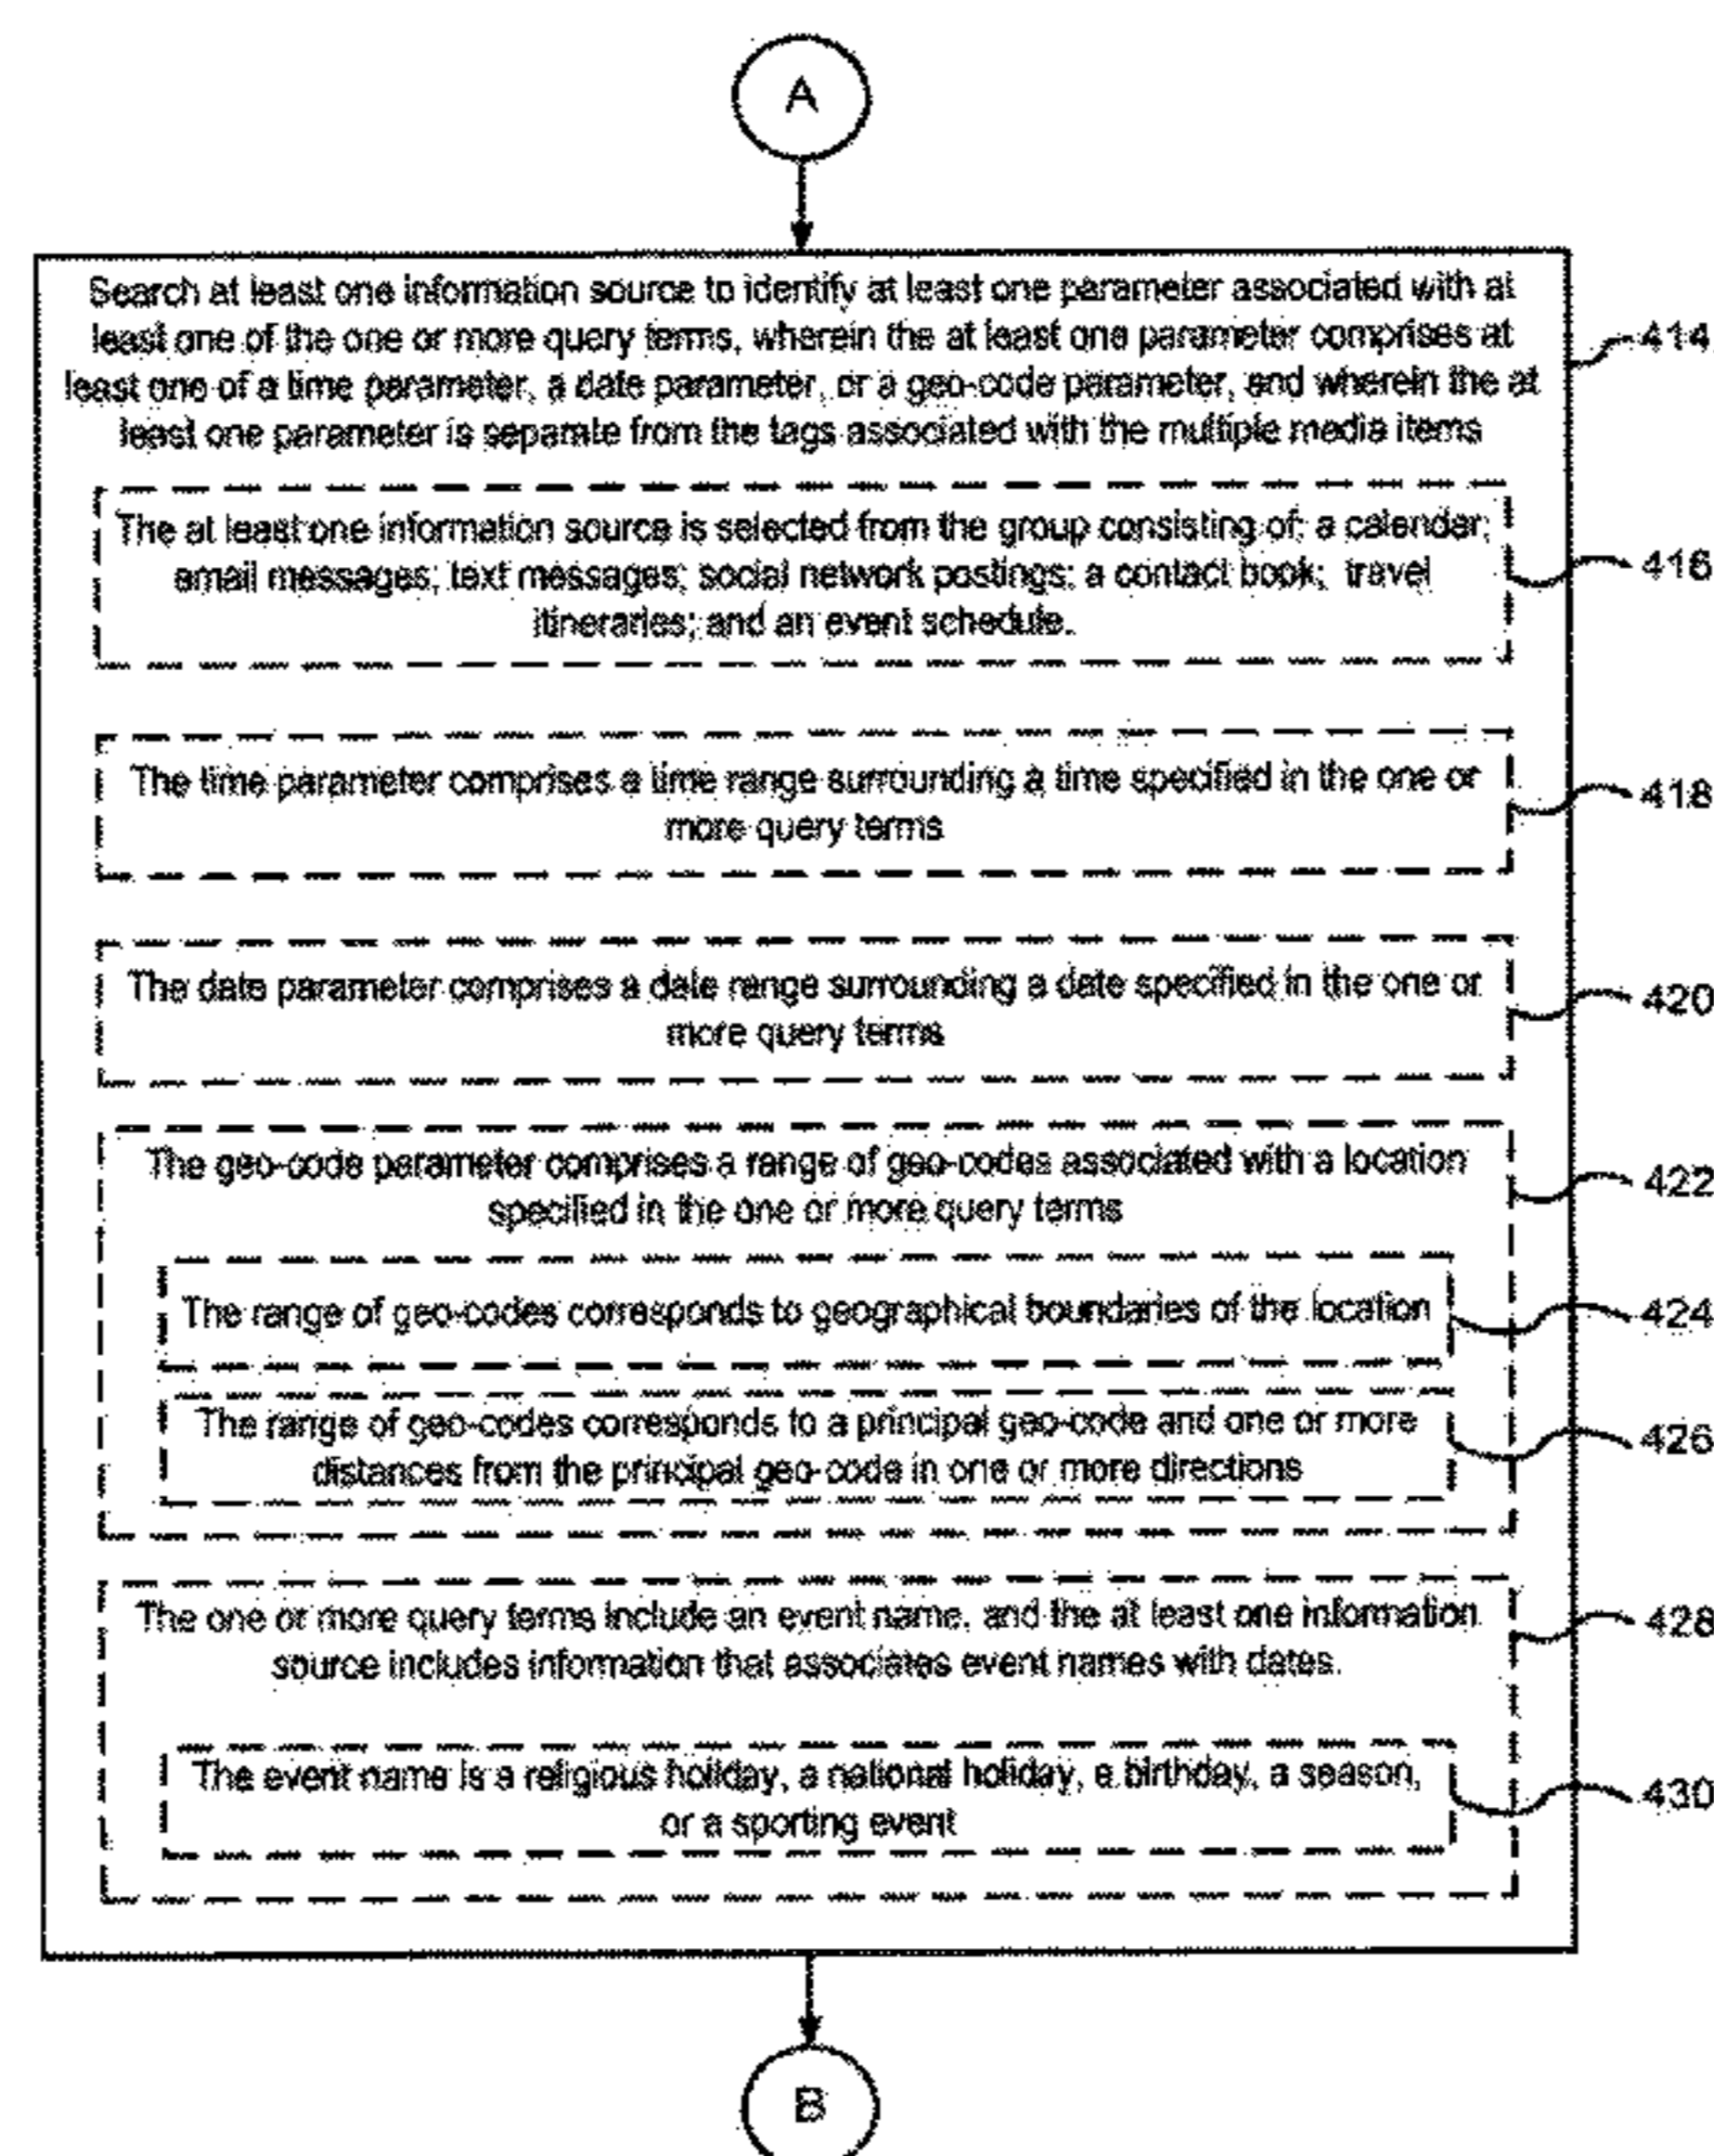 A
Search at least one information source to identify at least one parameter associated with at
least one of the one or more query terms, wherein the at least one parameter comprises at
least one of a time parameter, a date parameter, or a geo-code parameter, and wherein the at
least one parameter is separate from the tags associated with the multiple media items
414
The at least one information source is selected from the group consisting of: a calendar;
email messages; text messages; social network postings; a contact book; travel
itineraries; and an event schedule.
416
The time parameter comprises a time range surrounding a time specified in the one or
more query terms
418
The date parameter comprises a date range surrounding a date specified in the one or
more query terms
420
The geo-code parameter comprises a range of geo-codes associated with a location
specified in the one or more query terms
422
The range of geo-codes corresponds to geographical boundaries of the location
424
The range of geo-codes corresponds to a principal geo-code and one or more
distances from the principal geo-code in one or more directions
426
The one or more query terms include an event name, and the at least one information
source includes information that associates event names with dates.
428
The event name is a religious holiday, a national holiday, a birthday, a season,
or a sporting event
430
B